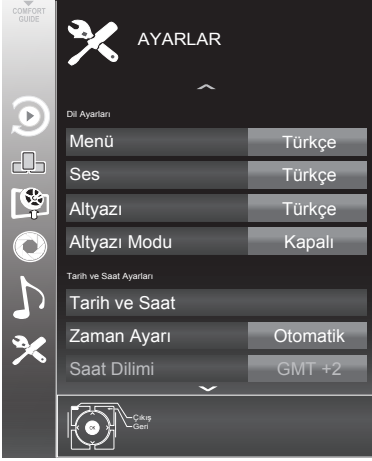 COMFORT
GUIDE
AYARLAR
Dil Ayarları
Menü Türkçe
Ses Türkçe
Altyazı Türkçe
Altyazı Modu Kapalı
Tarih ve Saat Ayarları
Tarih ve Saat
Zaman Ayarı Otomatik
Saat Dilimi GMT +2
Çıkış
Geri
OK